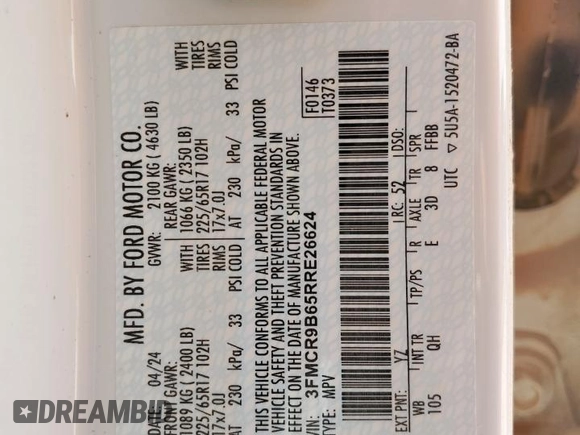 MFD. BY FORD MOTOR CO.
DATE: 04/24 GVWR: 2100 KG ( 4630 LB)
FRONT GAWR: REAR GAWR:
1089 KG ( 2400 LB) WITH 1066 KG ( 2350 LB) WITH
225/65R17 102H TIRES 225/65R17 102H TIRES
17x7.0J RIMS 17x7.0J RIMS
AT 230 kPa/ 33 PSI COLD AT 230 kPa/ 33 PSI COLD
THIS VEHICLE CONFORMS TO ALL APPLICABLE FEDERAL MOTOR
VEHICLE SAFETY AND THEFT PREVENTION STANDARDS IN
EFFECT ON THE DATE OF MANUFACTURE SHOWN ABOVE.
3FMCR9B65RRE26624 F0146
TYPE: MPV T0373
EXT PNT: YZ RC: 52 DSO:
WB INT TR TP/PS R AXLE TR SPR
105 QH E 3D 8 FFBB
UTC ▽ 5U5A-1520472-BA
DREAMBID